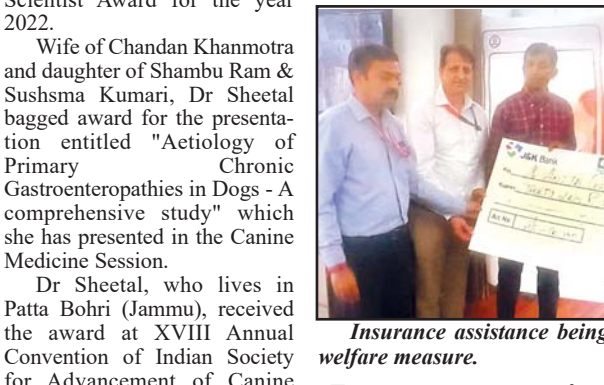 Scientist Award for the year
2022.
Wife of Chandan Khanmotra
and daughter of Shambu Ram &
Sushsma Kumari, Dr Sheetal
bagged award for the presenta-
tion entitled "Aetiology of
Primary Chronic
Gastroenteropathies in Dogs - A
comprehensive study" which
she has presented in the Canine
Medicine Session.
Dr Sheetal, who lives in
Patta Bohri (Jammu), received
the award at XVIII Annual
Convention of Indian Society
for Advancement of Canine
J&K Bank
Insurance assistance being
welfare measure.